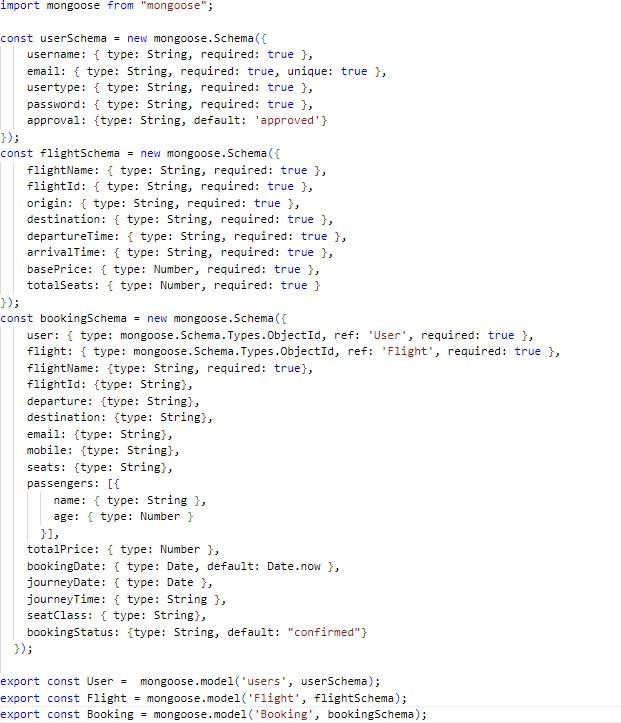 import mongoose from "mongoose";

const userSchema = new mongoose.Schema({
    username: { type: String, required: true },
    email: { type: String, required: true, unique: true },
    usertype: { type: String, required: true },
    password: { type: String, required: true },
    approval: {type: String, default: 'approved'}
});
const flightSchema = new mongoose.Schema({
    flightName: { type: String, required: true },
    flightId: { type: String, required: true },
    origin: { type: String, required: true },
    destination: { type: String, required: true },
    departureTime: { type: String, required: true },
    arrivalTime: { type: String, required: true },
    basePrice: { type: Number, required: true },
    totalSeats: { type: Number, required: true }
});
const bookingSchema = new mongoose.Schema({
    user: { type: mongoose.Schema.Types.ObjectId, ref: 'User', required: true },
    flight: { type: mongoose.Schema.Types.ObjectId, ref: 'Flight', required: true },
    flightName: {type: String, required: true},
    flightId: {type: String},
    departure: {type: String},
    destination: {type: String},
    email: {type: String},
    mobile: {type: String},
    seats: {type: String},
    passengers: [{
        name: { type: String },
        age: { type: Number }
      }],
    totalPrice: { type: Number },
    bookingDate: { type: Date, default: Date.now },
    journeyDate: { type: Date },
    journeyTime: { type: String },
    seatClass: { type: String},
    bookingStatus: {type: String, default: "confirmed"}
  });

export const User =  mongoose.model('users', userSchema);
export const Flight = mongoose.model('Flight', flightSchema);
export const Booking = mongoose.model('Booking', bookingSchema);